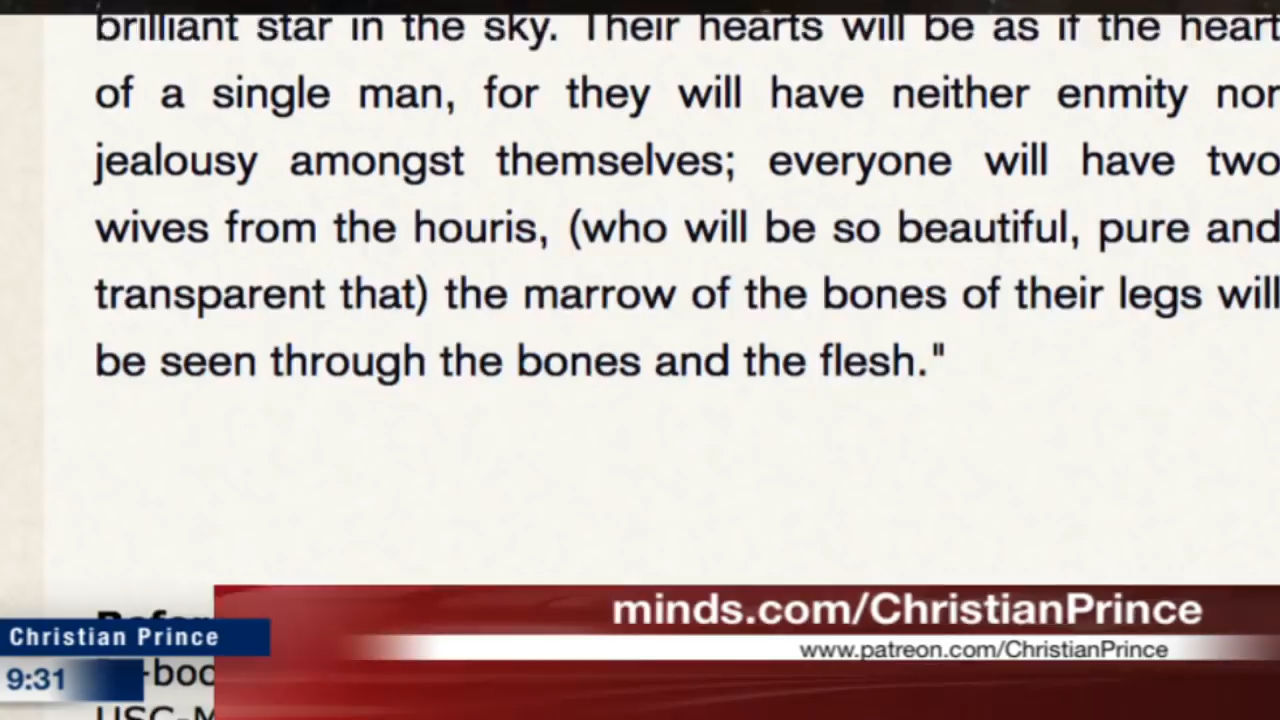 brilliant star in the sky. Their hearts will be as if the heart
of a single man, for they will have neither enmity nor
jealousy amongst themselves; everyone will have two
wives from the houris, (who will be so beautiful, pure and
transparent that) the marrow of the bones of their legs will
be seen through the bones and the flesh."
minds.com/ChristianPrince
www.patreon.com/ChristianPrince
Christian Prince
9:31